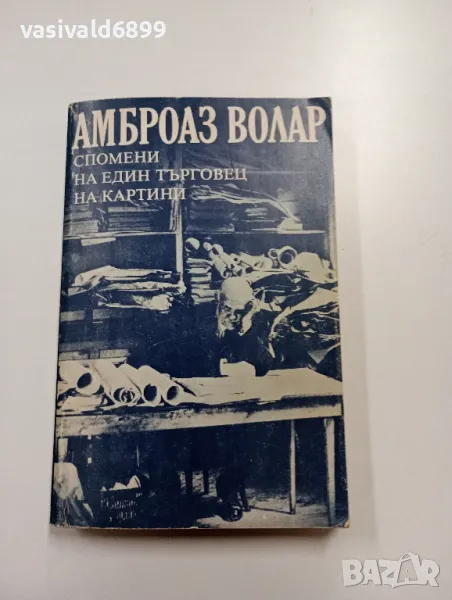 vasivald6899
АМБРОАЗ ВОЛАР
СПОМЕНИ
НА ЕДИН ТЪРГОВЕЦ
НА КАРТИНИ
BAZAR